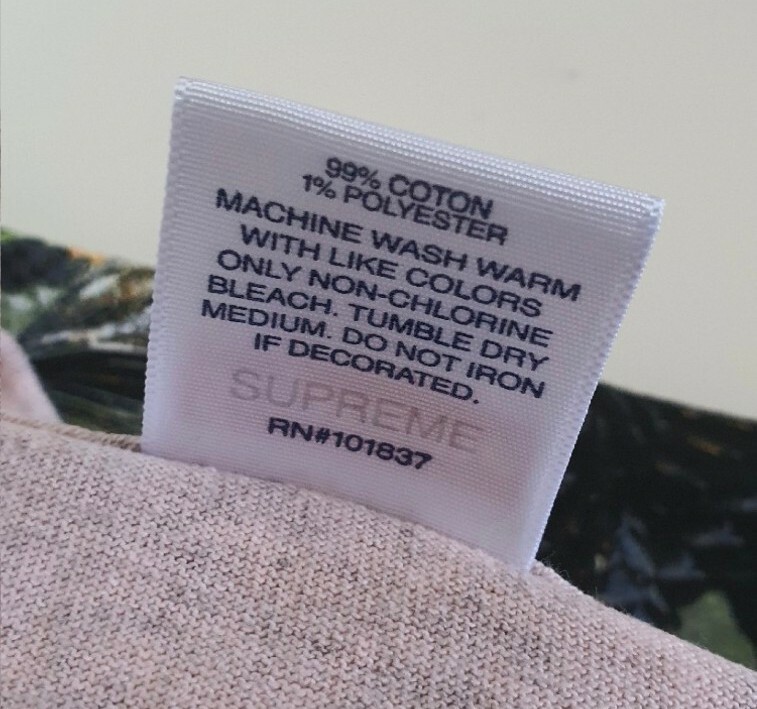 99% COTON
1% POLYESTER
MACHINE WASH WARM
WITH LIKE COLORS
ONLY NON-CHLORINE
BLEACH. TUMBLE DRY
MEDIUM. DO NOT IRON
IF DECORATED.
SUPREME
RN#101837